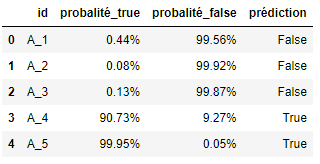 id probalité_true probalité_false prédiction
0 A_1 0.44% 99.56% False
1 A_2 0.08% 99.92% False
2 A_3 0.13% 99.87% False
3 A_4 90.73% 9.27% True
4 A_5 99.95% 0.05% True